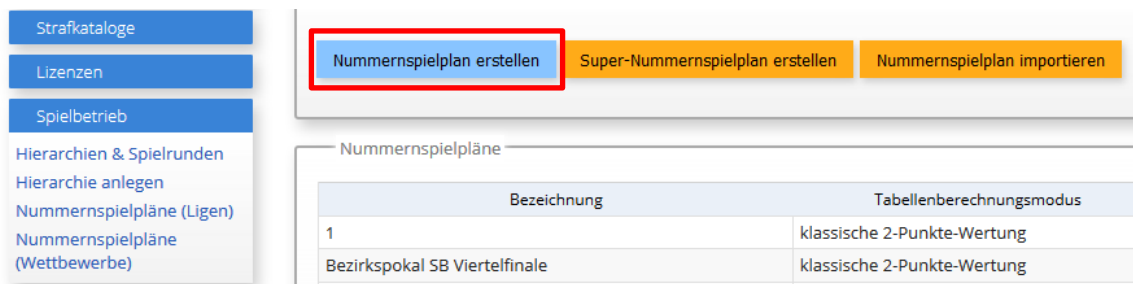 Strafkataloge
Lizenzen
Spielbetrieb
Hierarchien & Spielrunden
Hierarchie anlegen
Nummernspielpläne (Ligen)
Nummernspielpläne
(Wettbewerbe)
Nummernspielplan erstellen Super-Nummernspielplan erstellen Nummernspielplan importieren
Nummernspielpläne
Bezeichnung Tabellenberechnungsmodus
1 klassische 2-Punkte-Wertung
Bezirkspokal SB Viertelfinale klassische 2-Punkte-Wertung